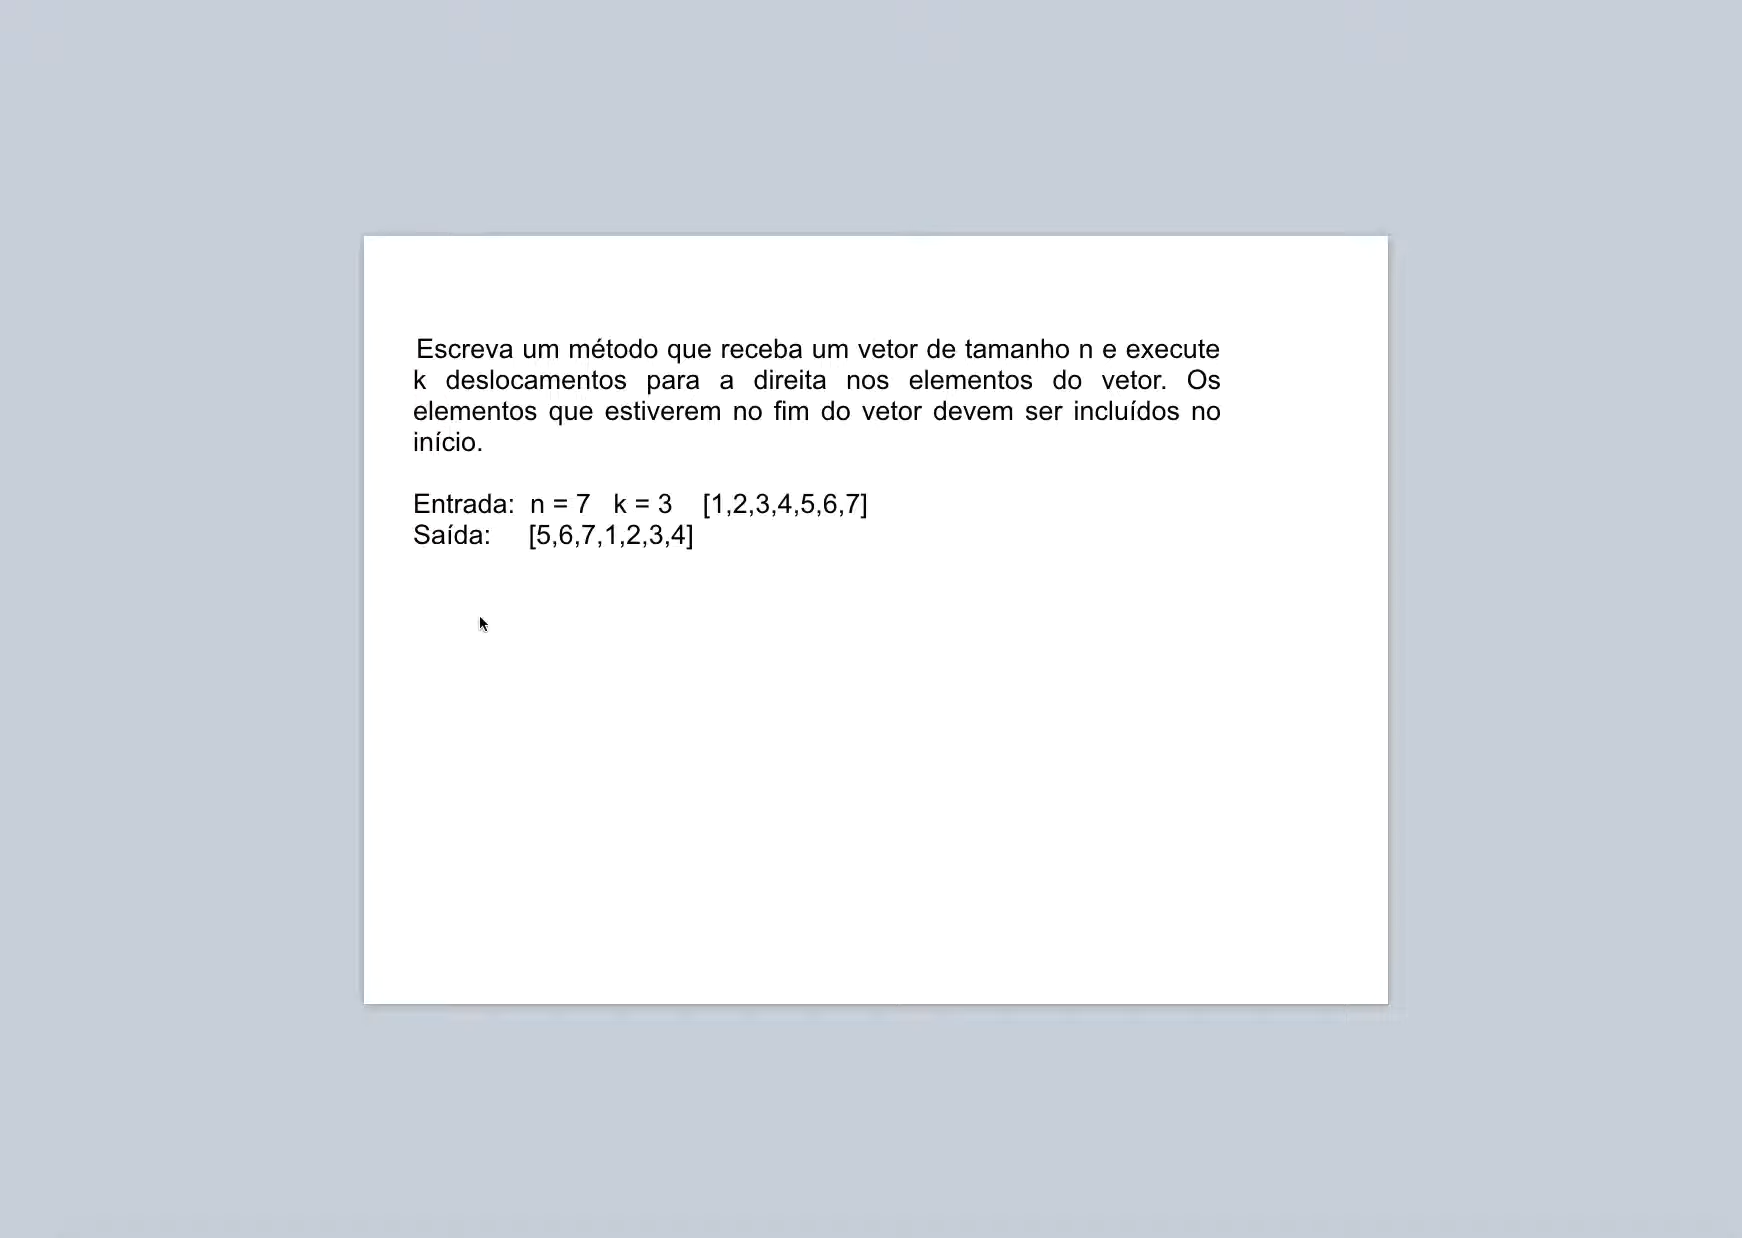 Escreva um método que receba um vetor de tamanho n e execute
k deslocamentos para a direita nos elementos do vetor. Os
elementos que estiverem no fim do vetor devem ser incluídos no
início.
Entrada: n = 7 k = 3 [1,2,3,4,5,6,7]
Saída: [5,6,7,1,2,3,4]